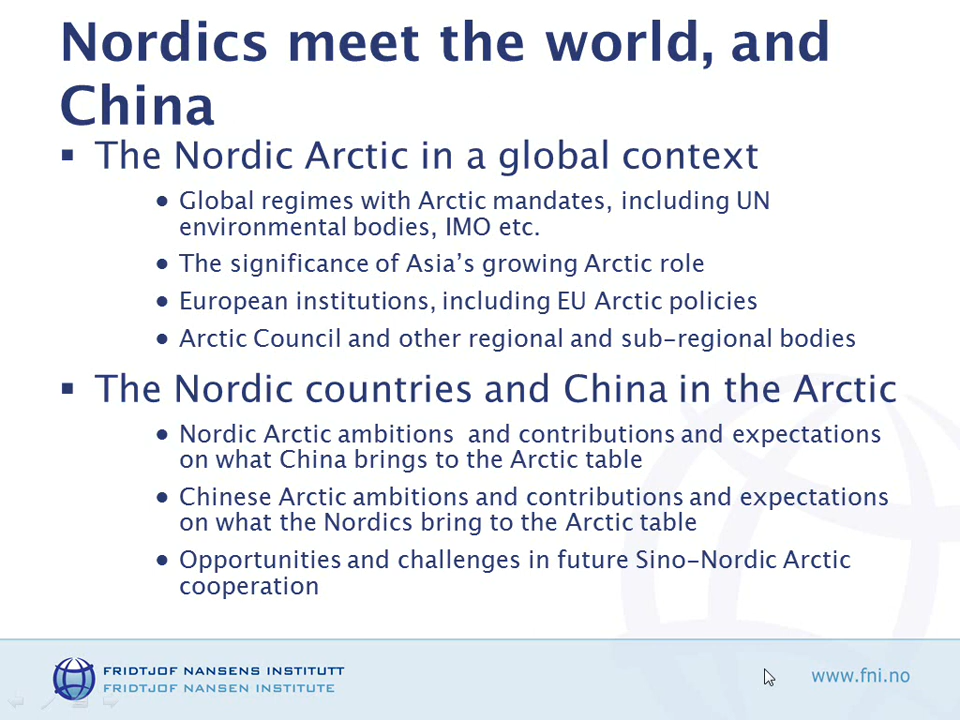 Nordics meet the world, and
China
▪ The Nordic Arctic in a global context
• Global regimes with Arctic mandates, including UN
environmental bodies, IMO etc.
• The significance of Asia’s growing Arctic role
• European institutions, including EU Arctic policies
• Arctic Council and other regional and sub-regional bodies
▪ The Nordic countries and China in the Arctic
• Nordic Arctic ambitions  and contributions and expectations
on what China brings to the Arctic table
• Chinese Arctic ambitions and contributions and expectations
on what the Nordics bring to the Arctic table
• Opportunities and challenges in future Sino-Nordic Arctic
cooperation
FRIDTJOF NANSENS INSTITUTT
FRIDTJOF NANSEN INSTITUTE
www.fni.no